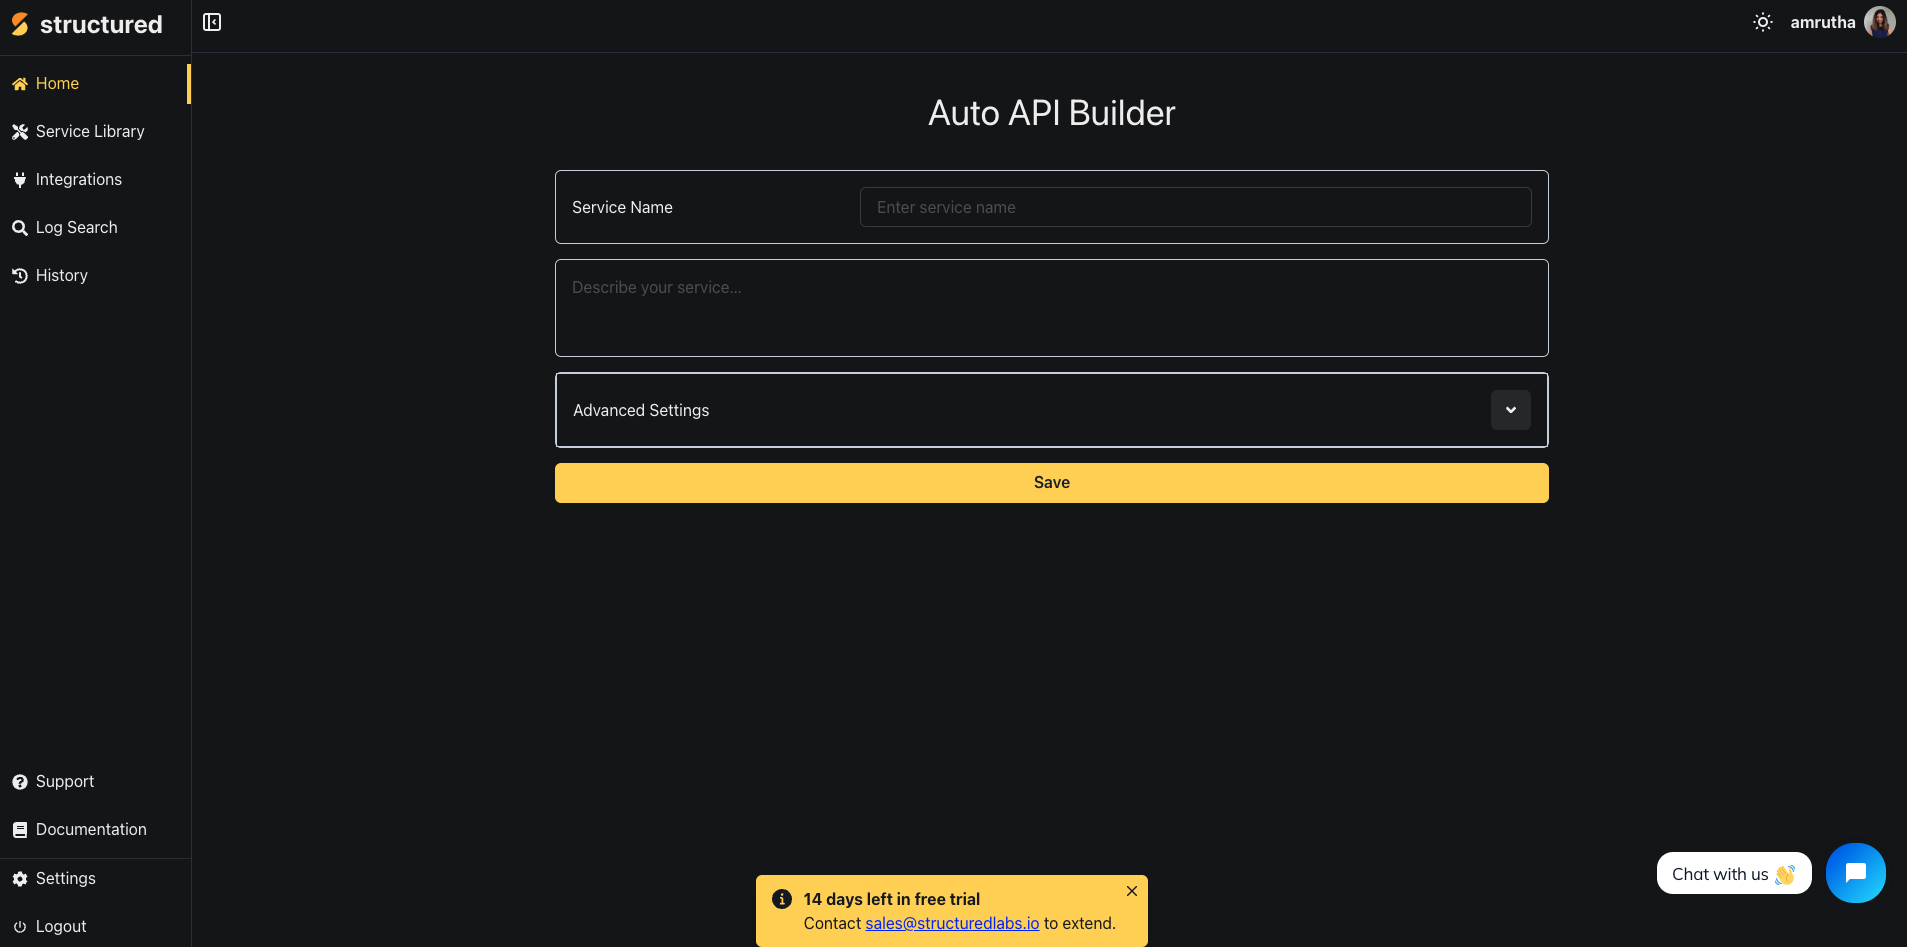 structured
amrutha
Home
Service Library
Integrations
Log Search
History
Auto API Builder
Service Name
Enter service name
Describe your service...
Advanced Settings
Save
Support
Documentation
Settings
Logout
14 days left in free trial
Contact sales@structuredlabs.io to extend.
Chat with us 👋